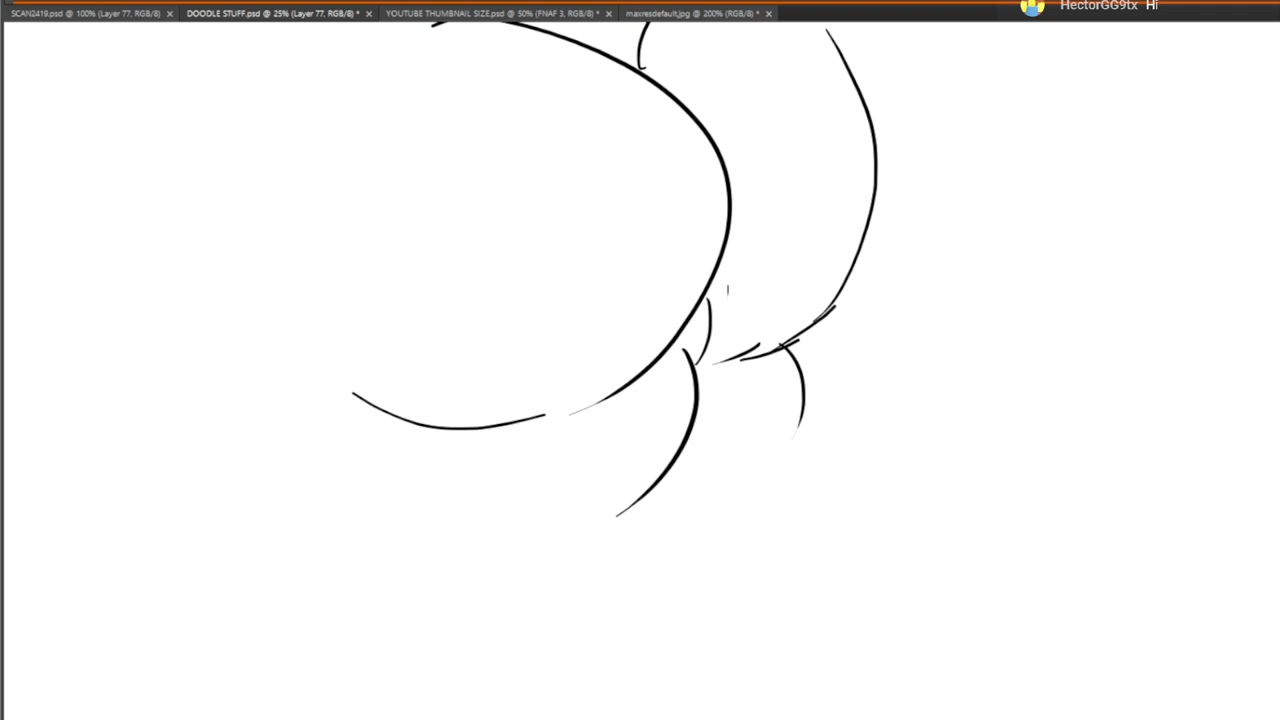 HectorGG9tx Hi
SCAN2419.psd @ 100% (Layer 77, RGB/8) × DOODLE STUFF.psd @ 25% (Layer 77, RGB/8) * × YOUTUBE THUMBNAIL SIZE.psd @ 50% (FNAF 3, RGB/8) * × maxresdefault.jpg @ 200% (RGB/8) * ×